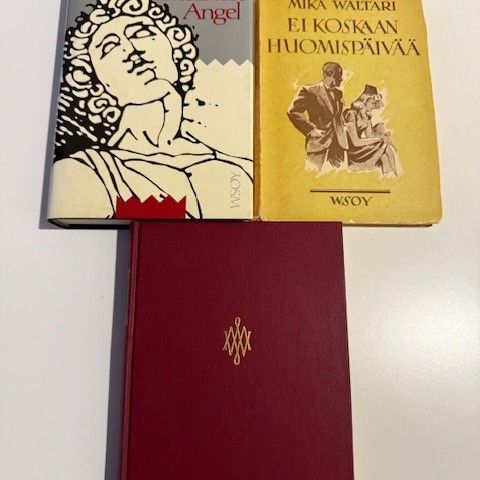 Angel
WSOY
MIKA WALTARI
EI KOSKAAN
HUOMISPÄIVÄÄ
WSOY